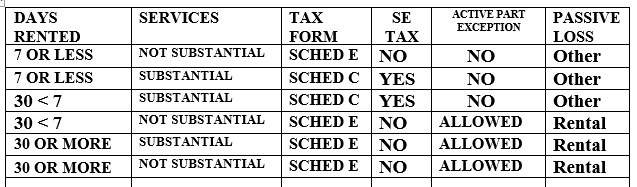 DAYS RENTED SERVICES TAX FORM SE TAX ACTIVE PART EXCEPTION PASSIVE LOSS
7 OR LESS NOT SUBSTANTIAL SCHED E NO NO Other
7 OR LESS SUBSTANTIAL SCHED C YES NO Other
30 < 7 SUBSTANTIAL SCHED C YES NO Other
30 < 7 NOT SUBSTANTIAL SCHED E NO ALLOWED Rental
30 OR MORE SUBSTANTIAL SCHED E NO ALLOWED Rental
30 OR MORE NOT SUBSTANTIAL SCHED E NO ALLOWED Rental